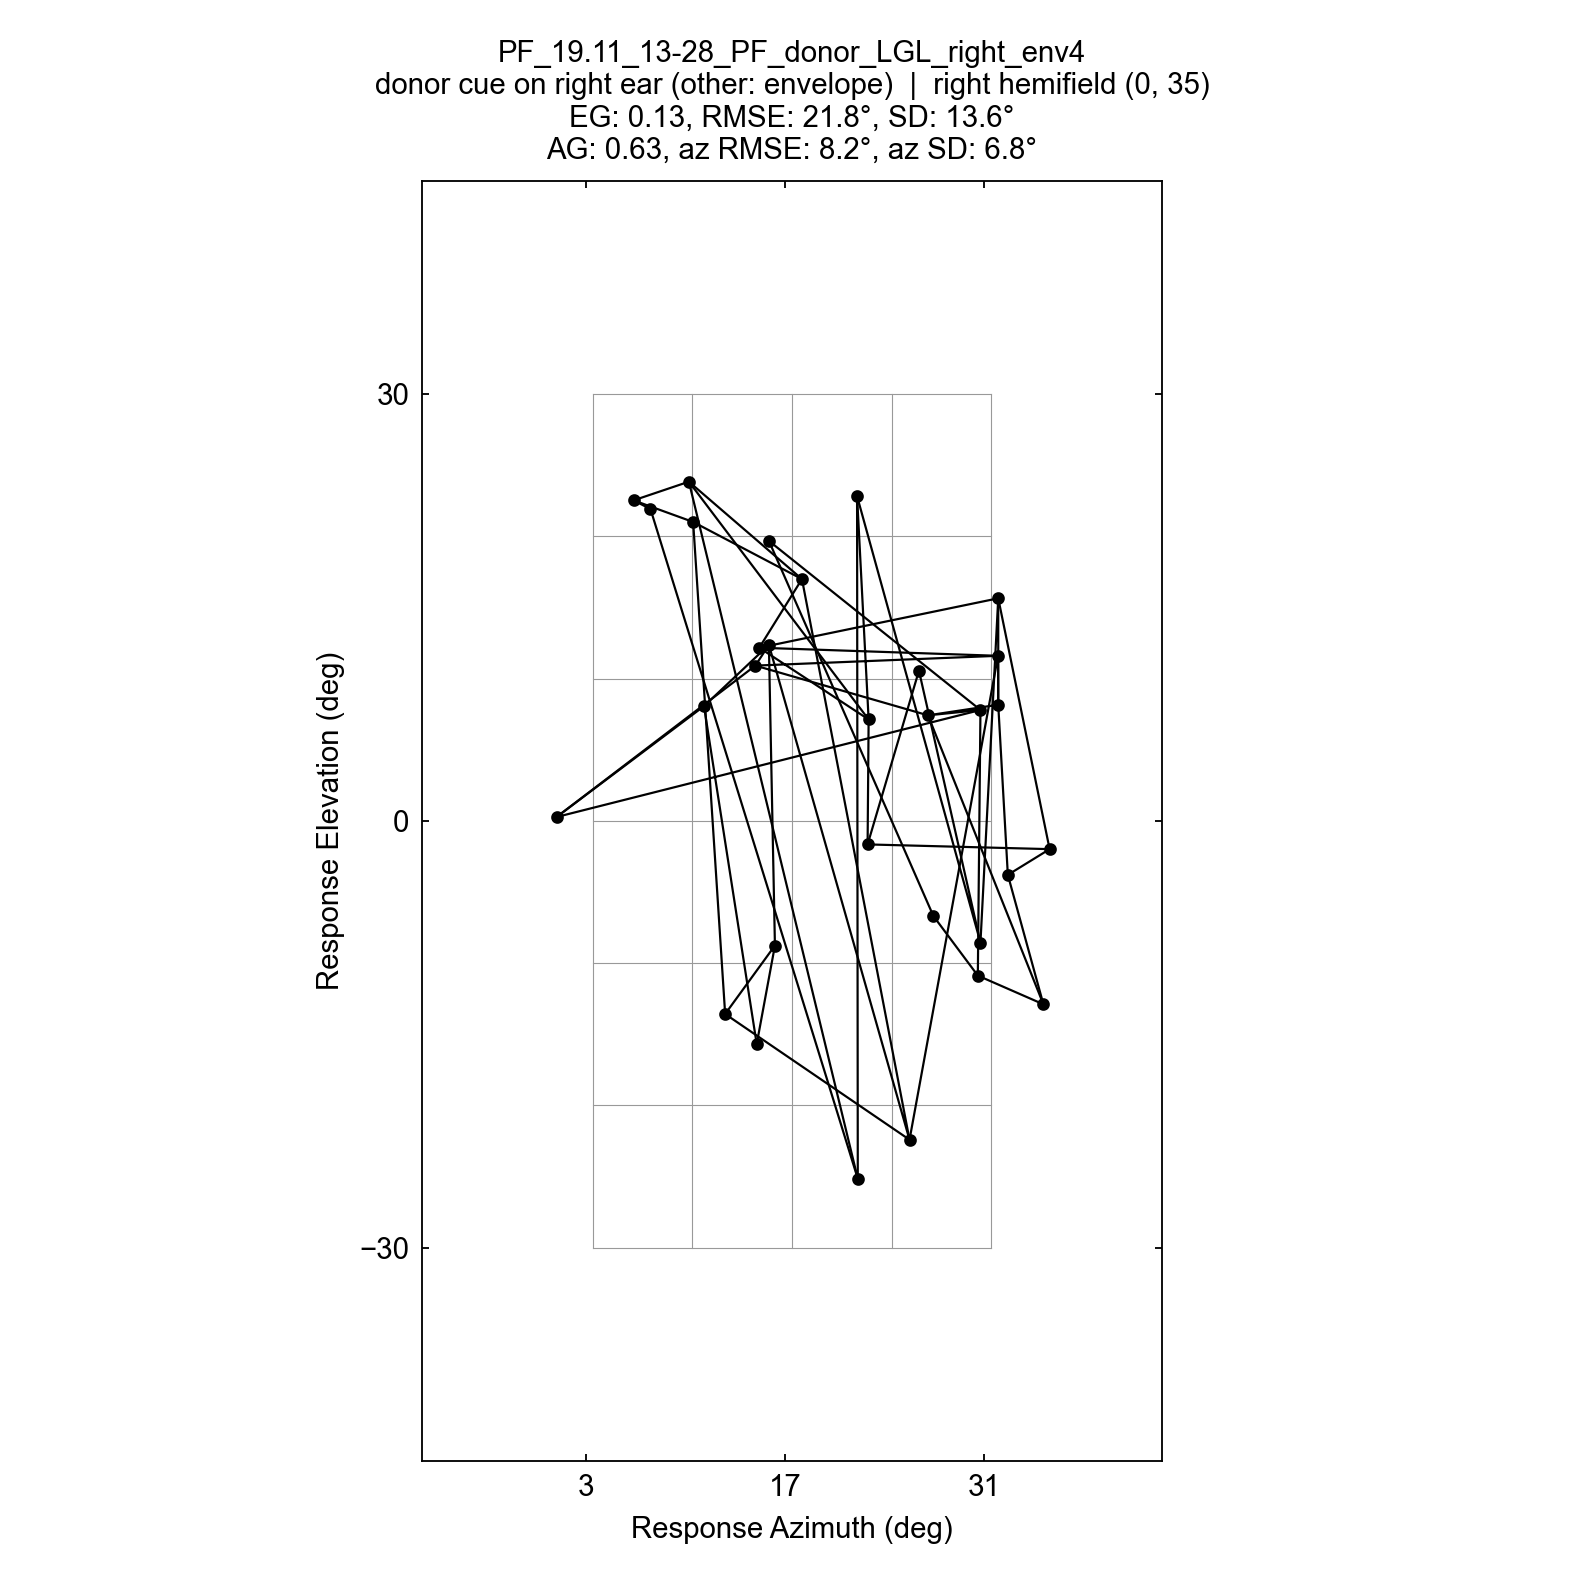 PF_19.11_13-28_PF_donor_LGL_right_env4
donor cue on right ear (other: envelope)  |  right hemifield (0, 35)
EG: 0.13, RMSE: 21.8°, SD: 13.6°
AG: 0.63, az RMSE: 8.2°, az SD: 6.8°
30
0
−30
Response Elevation (deg)
3 17 31
Response Azimuth (deg)